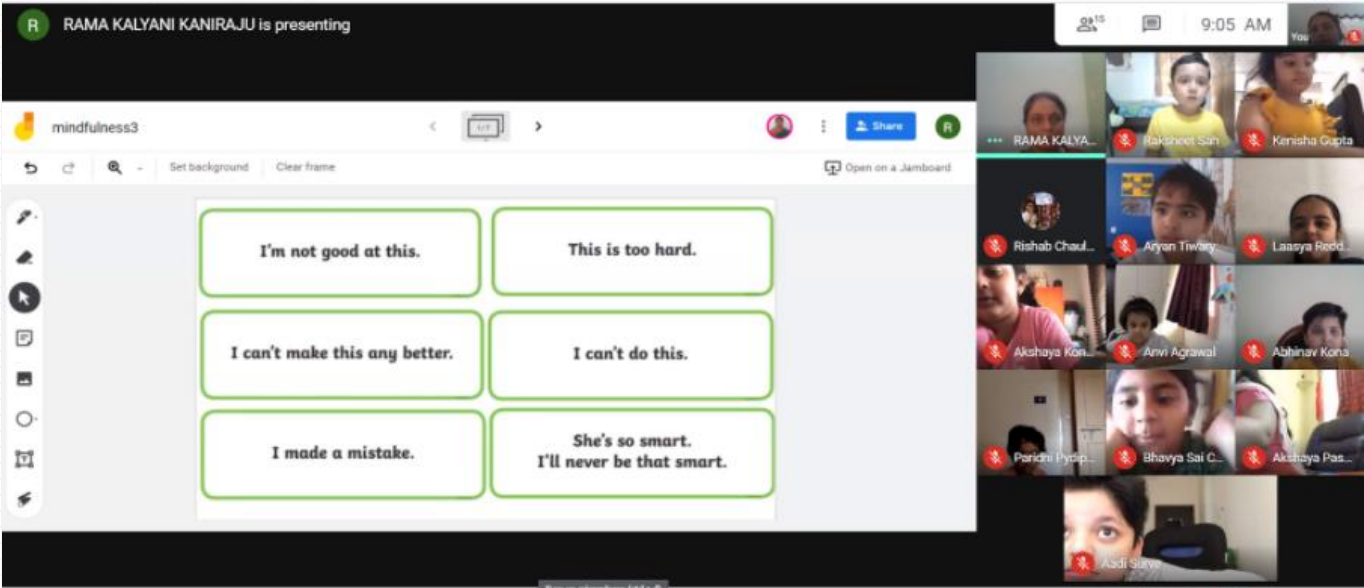 R RAMA KALYANI KANIRAJU is presenting
15 9:05 AM
You
mindfulness3
Share
R
Set background Clear frame
Open on a Jamboard
I'm not good at this.
This is too hard.
I can't make this any better.
I can't do this.
I made a mistake.
She's so smart.
I'll never be that smart.
RAMA KALYA...
Raksheet San
Kenisha Gupta
Rishab Chaul...
Aryan Tiwary
Laasya Redd...
Akshaya Kon...
Anvi Agrawal
Abhinav Kona
Paridhi Pydip...
Bhavya Sai C...
Akshaya Pas...
Aadi Surve